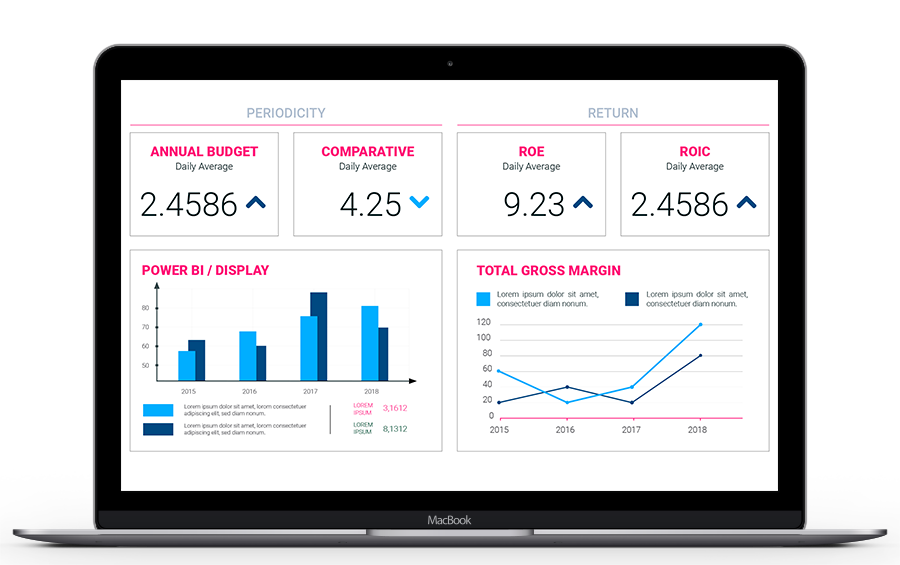 PERIODICITY
RETURN
ANNUAL BUDGET
Daily Average
2.4586
COMPARATIVE
Daily Average
4.25
ROE
Daily Average
9.23
ROIC
Daily Average
2.4586
POWER BI / DISPLAY
80
70
60
50
2015 2016 2017 2018
Lorem ipsum dolor sit amet, lorem consectetuer
adipiscing elit, sed diam nonum.
Lorem ipsum dolor sit amet, lorem consectetuer
adipiscing elit, sed diam nonum.
LOREM
IPSUM
3,1612
LOREM
IPSUM
8,1312
TOTAL GROSS MARGIN
Lorem ipsum dolor sit amet,
consectetuer diam nonum.
Lorem ipsum dolor sit amet,
consectetuer diam nonum.
120
100
80
60
40
20
0
2015 2016 2017 2018
MacBook